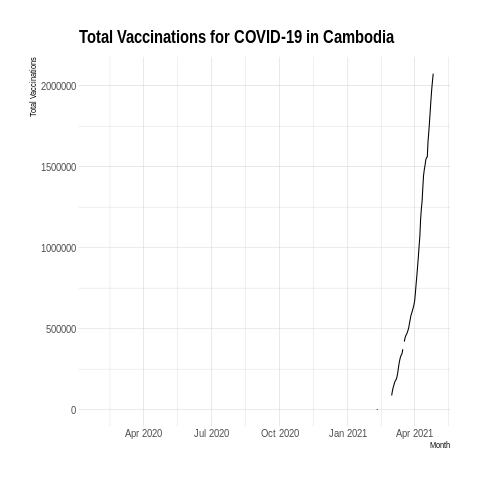 Total Vaccinations for COVID-19 in Cambodia
Total Vaccinations
2000000
1500000
1000000
500000
0
Apr 2020 Jul 2020 Oct 2020 Jan 2021 Apr 2021
Month